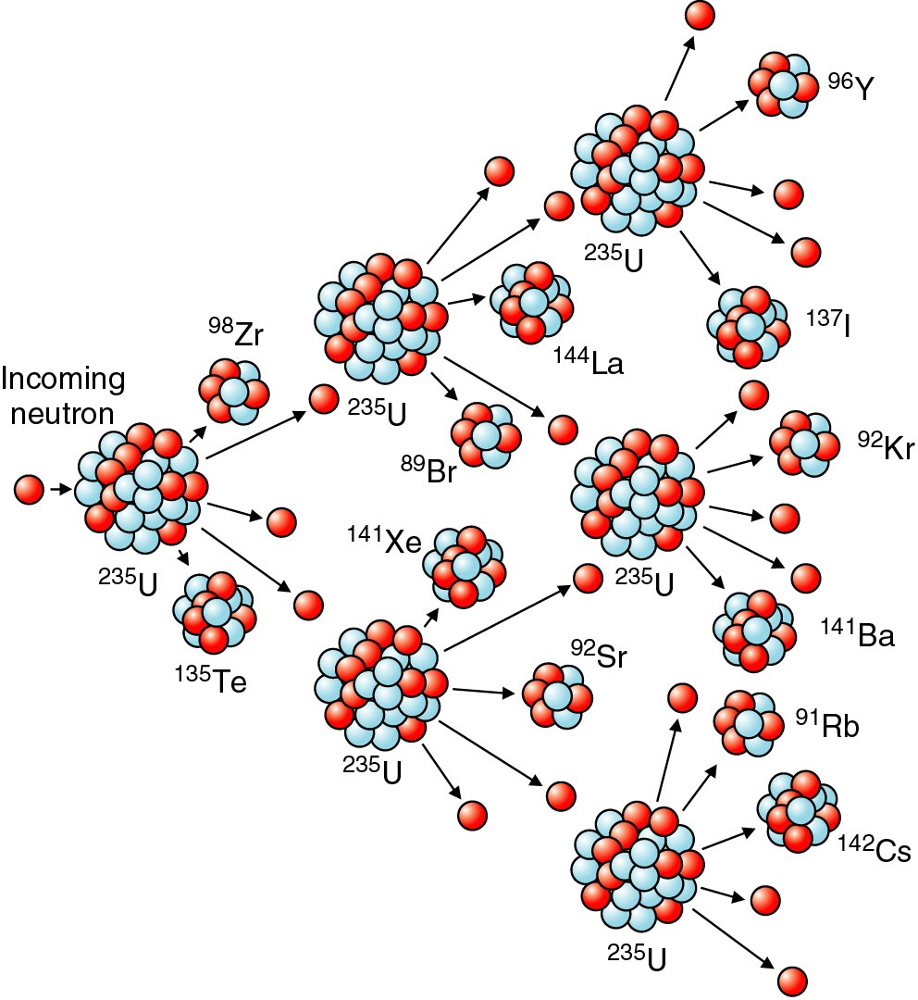 Incoming
neutron
235U
98Zr
135Te
235U
144La
89Br
141Xe
92Sr
235U
235U
96Y
137I
235U
92Kr
141Ba
235U
91Rb
142Cs